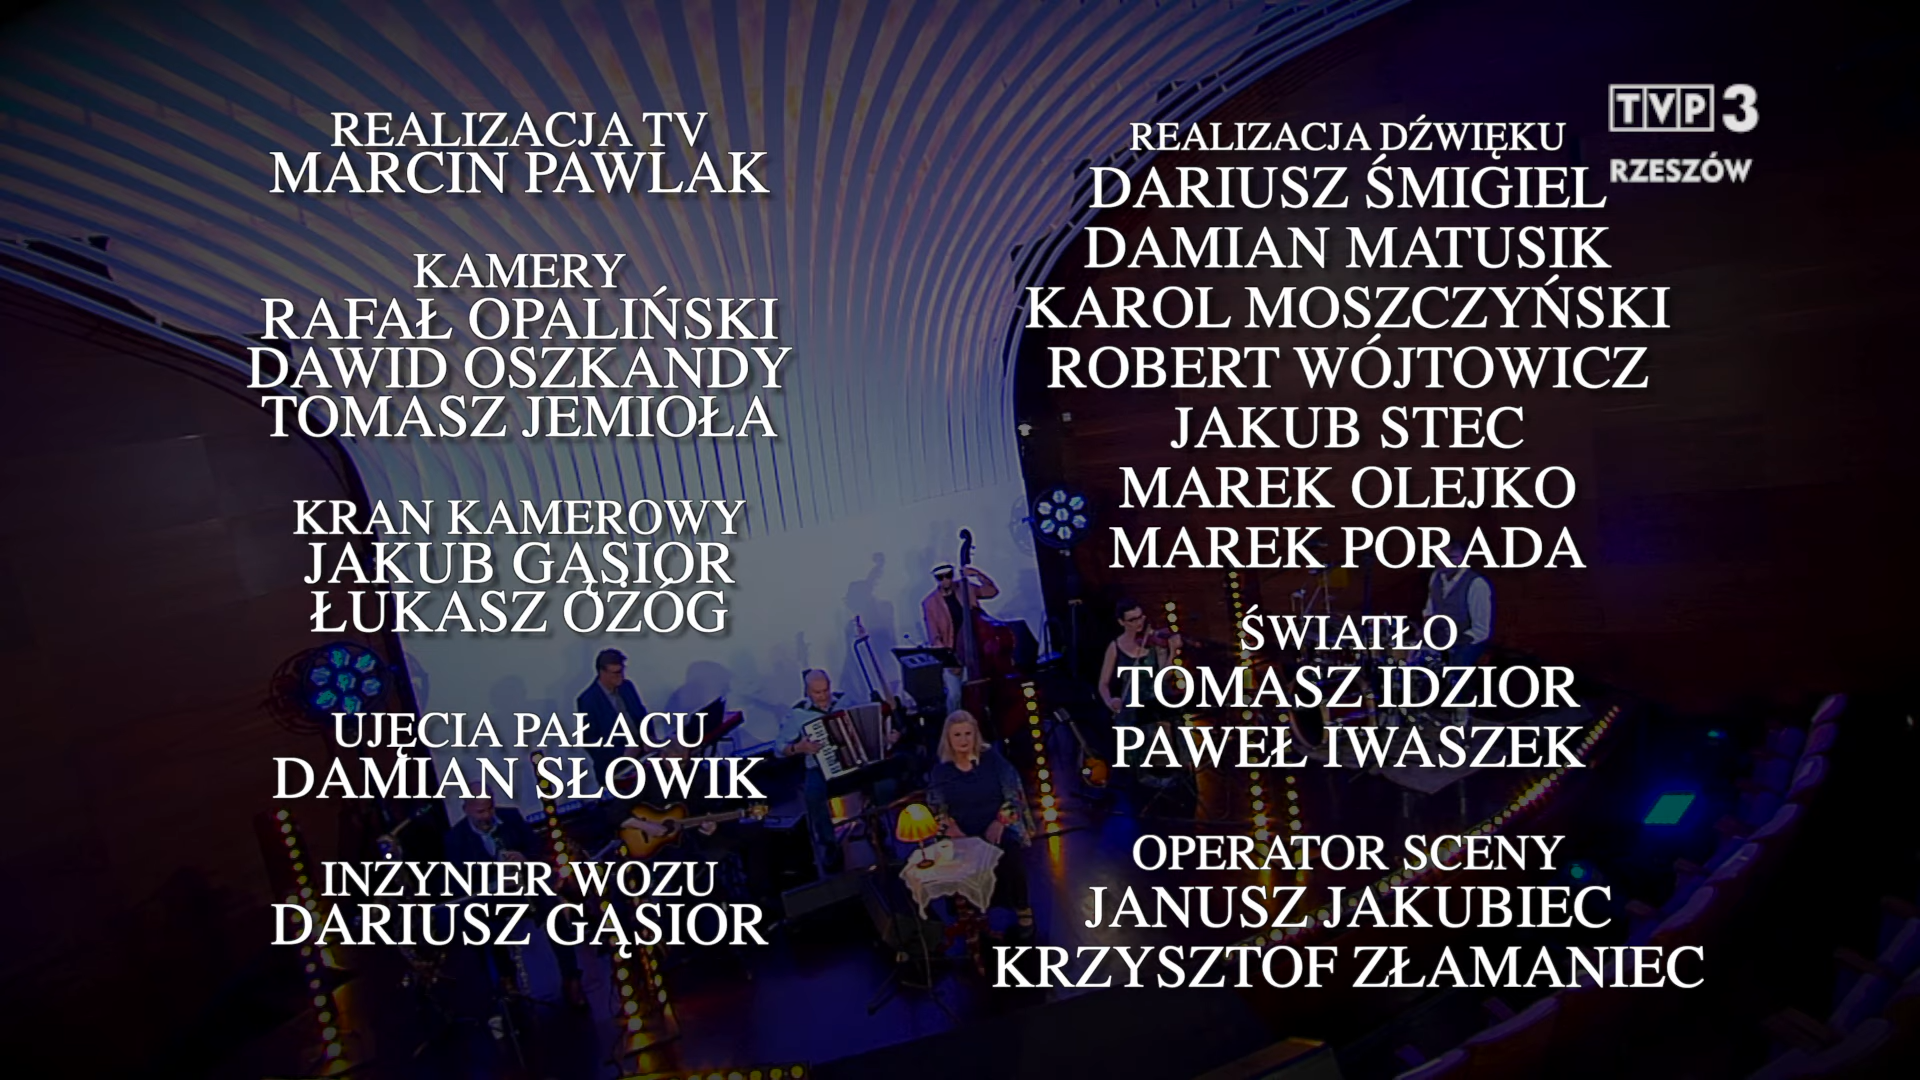 REALIZACJA TV
MARCIN PAWLAK
KAMERY
RAFAŁ OPALIŃSKI
DAWID OSZKANDY
TOMASZ JEMIOŁA
KRAN KAMEROWY
JAKUB GĄSIOR
ŁUKASZ OŻÓG
UJĘCIA PAŁACU
DAMIAN SŁOWIK
INŻYNIER WOZU
DARIUSZ GĄSIOR
REALIZACJA DŹWIĘKU
DARIUSZ ŚMIGIEL
DAMIAN MATUSIK
KAROL MOSZCZYŃSKI
ROBERT WÓJTOWICZ
JAKUB STEC
MAREK OLEJKO
MAREK PORADA
ŚWIATŁO
TOMASZ IDZIOR
PAWEŁ IWASZEK
OPERATOR SCENY
JANUSZ JAKUBIEC
KRZYSZTOF ZŁAMANIEC
TVP 3
RZESZÓW